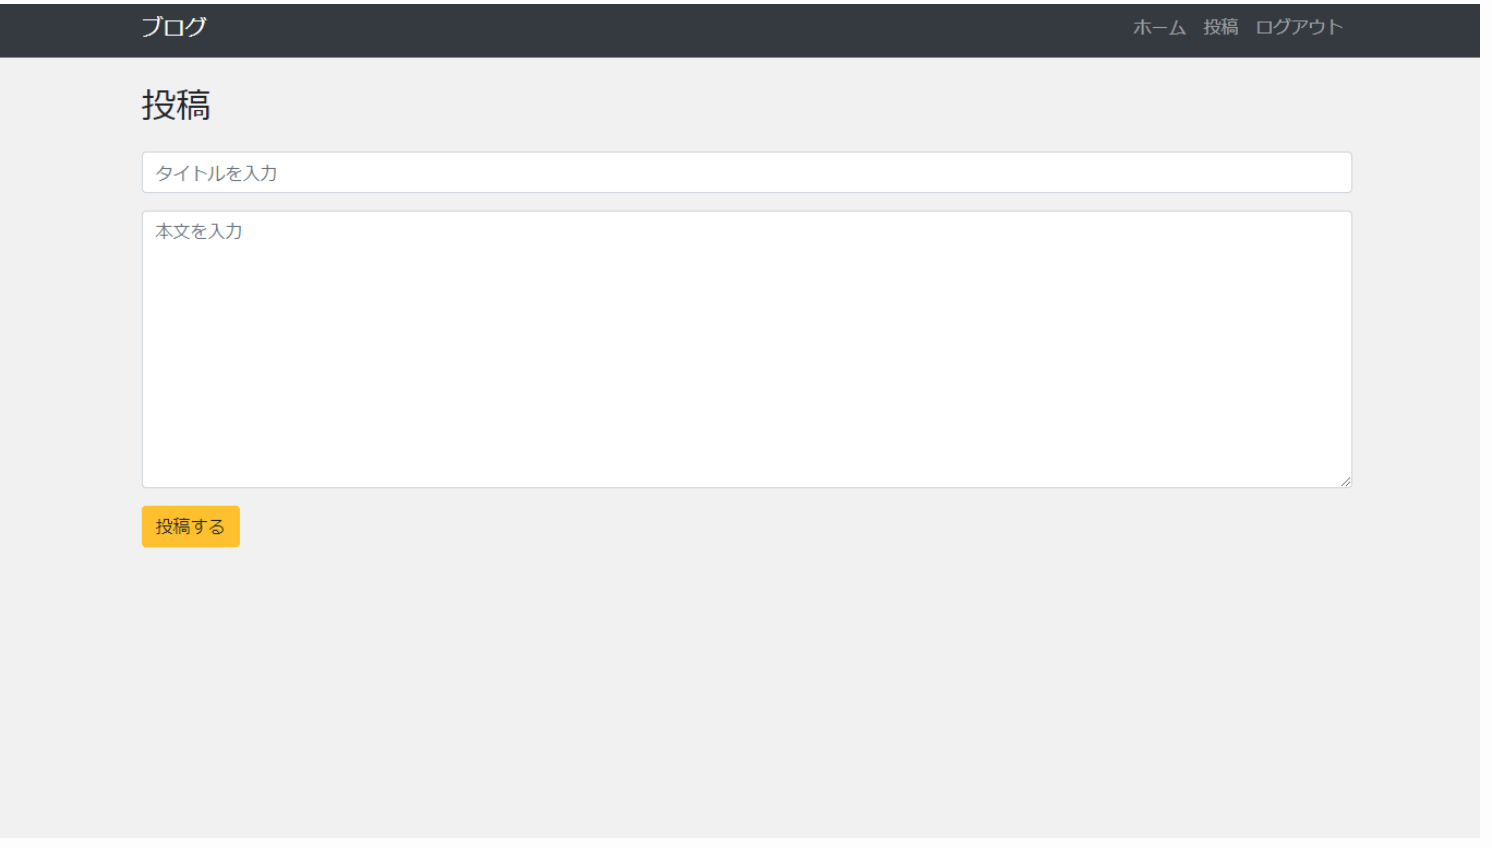 ブログ
ホーム 投稿 ログアウト
投稿
タイトルを入力
本文を入力
投稿する